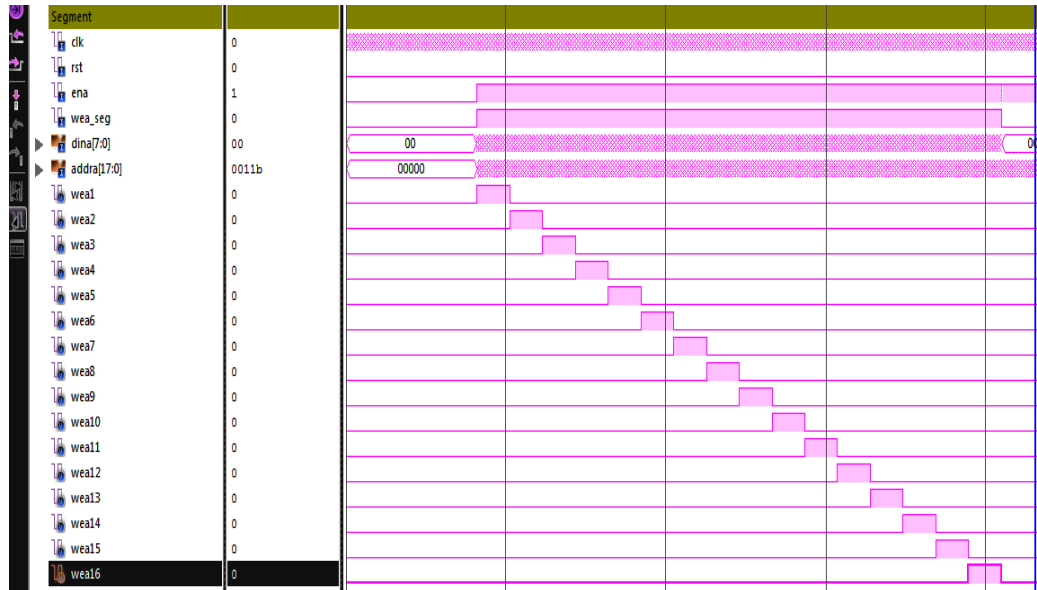 Segment
clk 0
rst 0
ena 1
wea_seg 0
dina[7:0] 00 00 00
addra[17:0] 0011b 00000
wea1 0
wea2 0
wea3 0
wea4 0
wea5 0
wea6 0
wea7 0
wea8 0
wea9 0
wea10 0
wea11 0
wea12 0
wea13 0
wea14 0
wea15 0
wea16 0